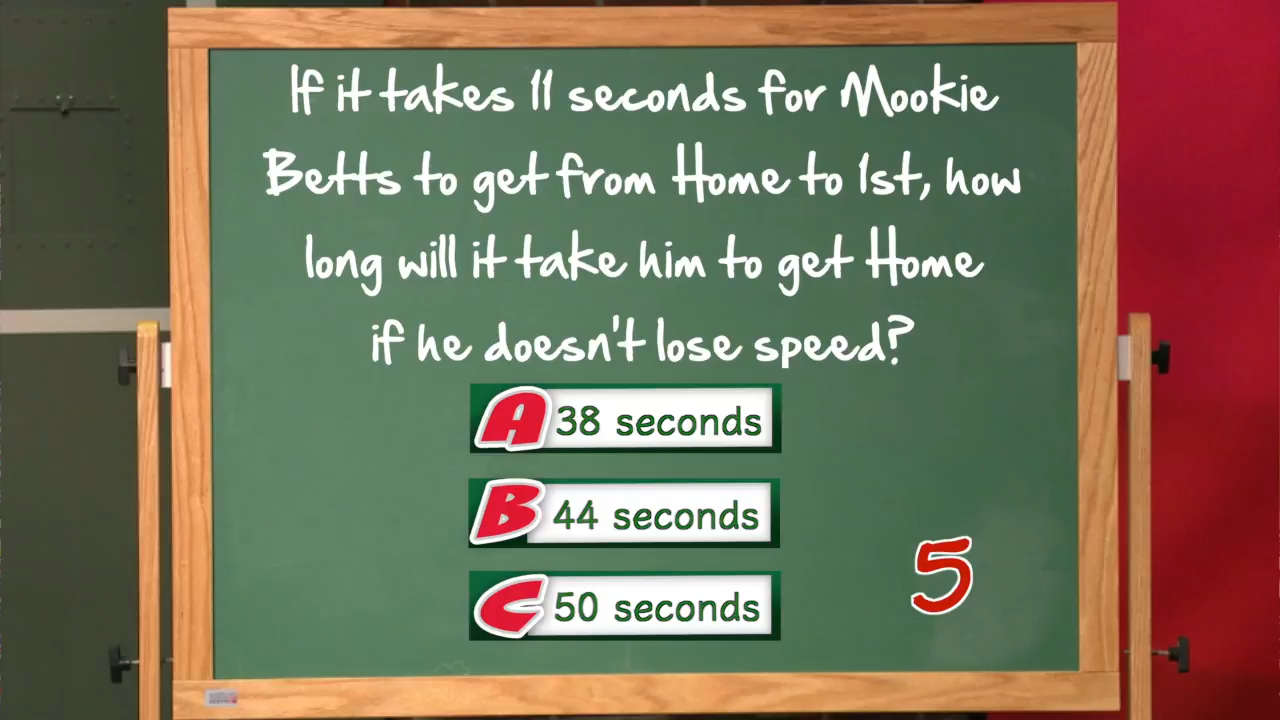 If it takes 11 seconds for Mookie
Betts to get from Home to 1st, how
long will it take him to get Home
if he doesn't lose speed?
A 38 seconds
B 44 seconds
C 50 seconds
5